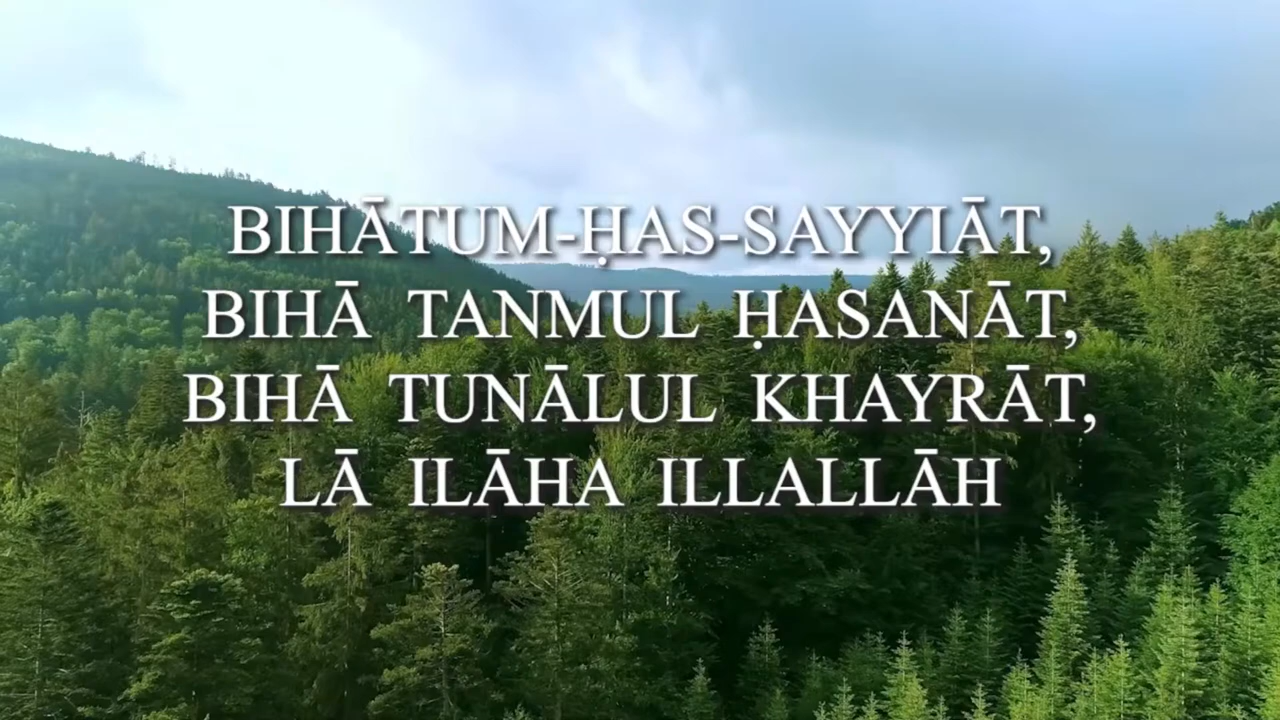 BIHĀTUM-ḤAS-SAYYIĀT,
BIHĀ TANMUL ḤASANĀT,
BIHĀ TUNĀLUL KHAYRĀT,
LĀ ILĀHA ILLALLĀH